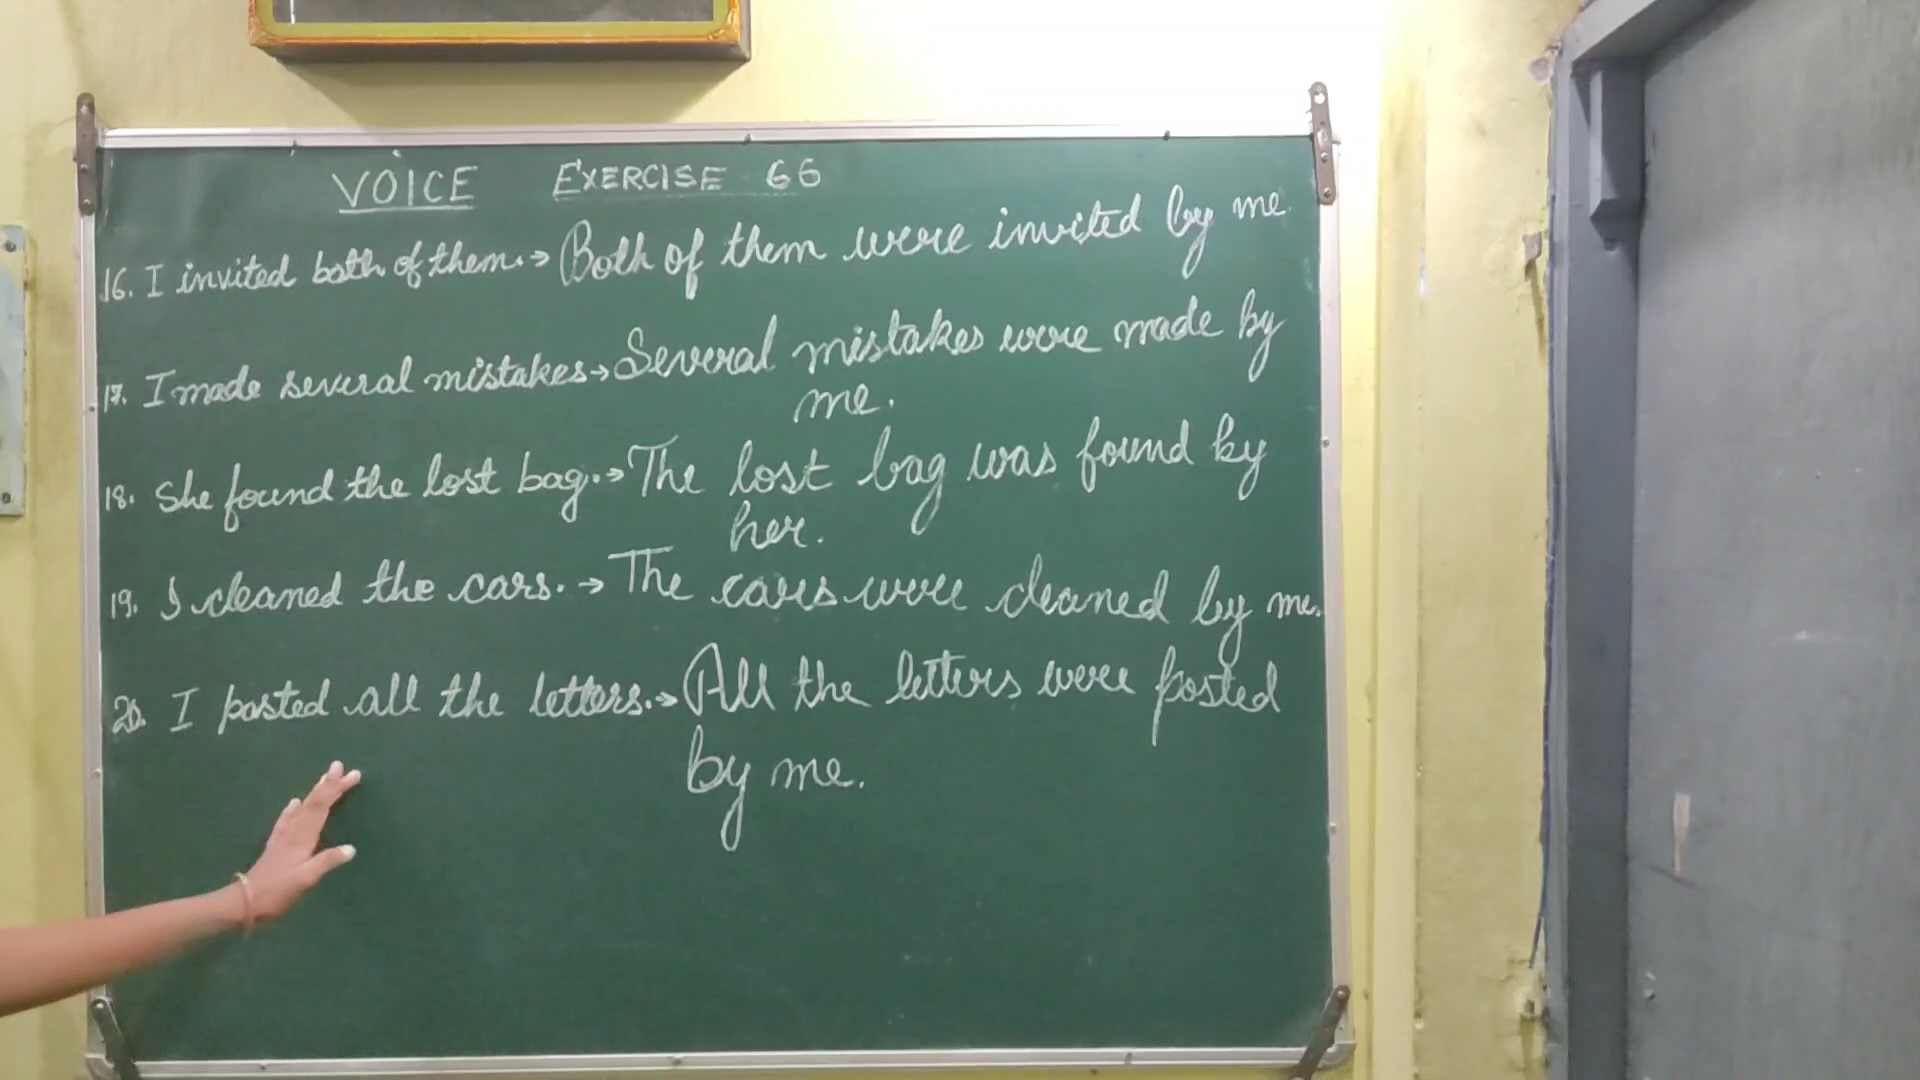 VOICE EXERCISE 66
16. I invited both of them. → Both of them were invited by me
17. I made several mistakes → Several mistakes were made by
me.
18. She found the lost bag. → The lost bag was found by
her.
19. I cleaned the cars. → The cars were cleaned by me.
20. I posted all the letters. → All the letters were posted
by me.